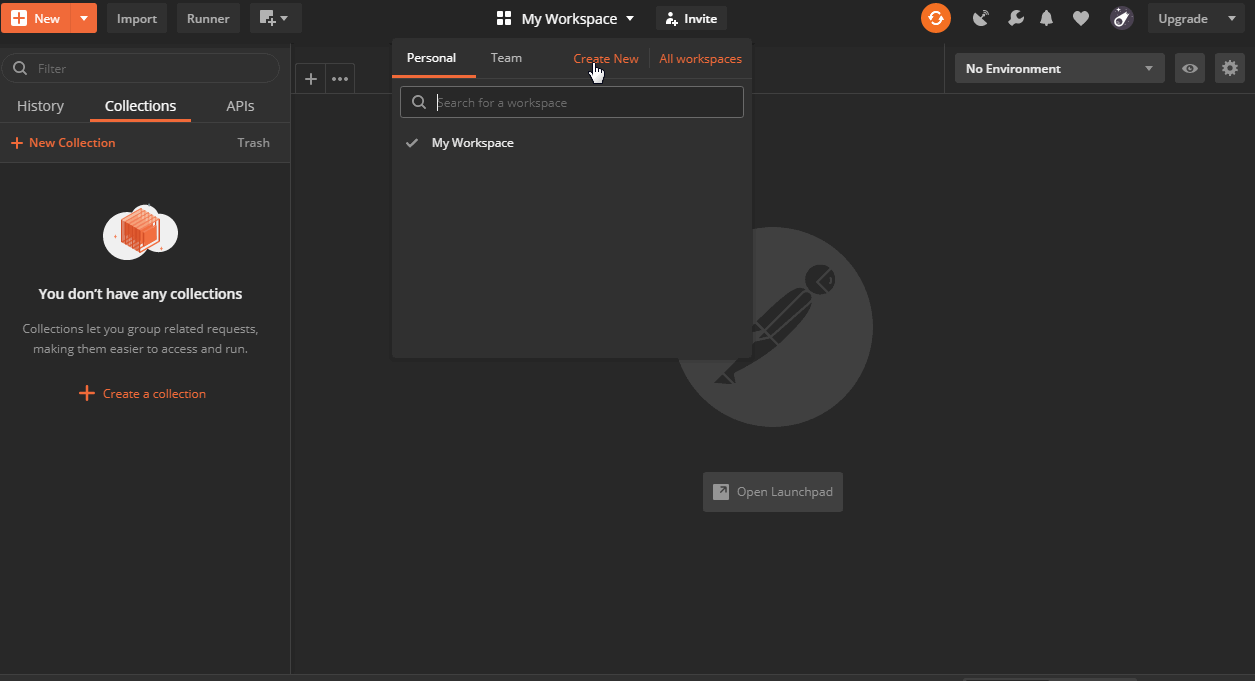 New
Import
Runner
My Workspace
Invite
Upgrade
Filter
Personal
Team
Create New
All workspaces
No Environment
History
Collections
APIs
Search for a workspace
New Collection
Trash
My Workspace
You don’t have any collections
Collections let you group related requests,
making them easier to access and run.
Create a collection
Open Launchpad